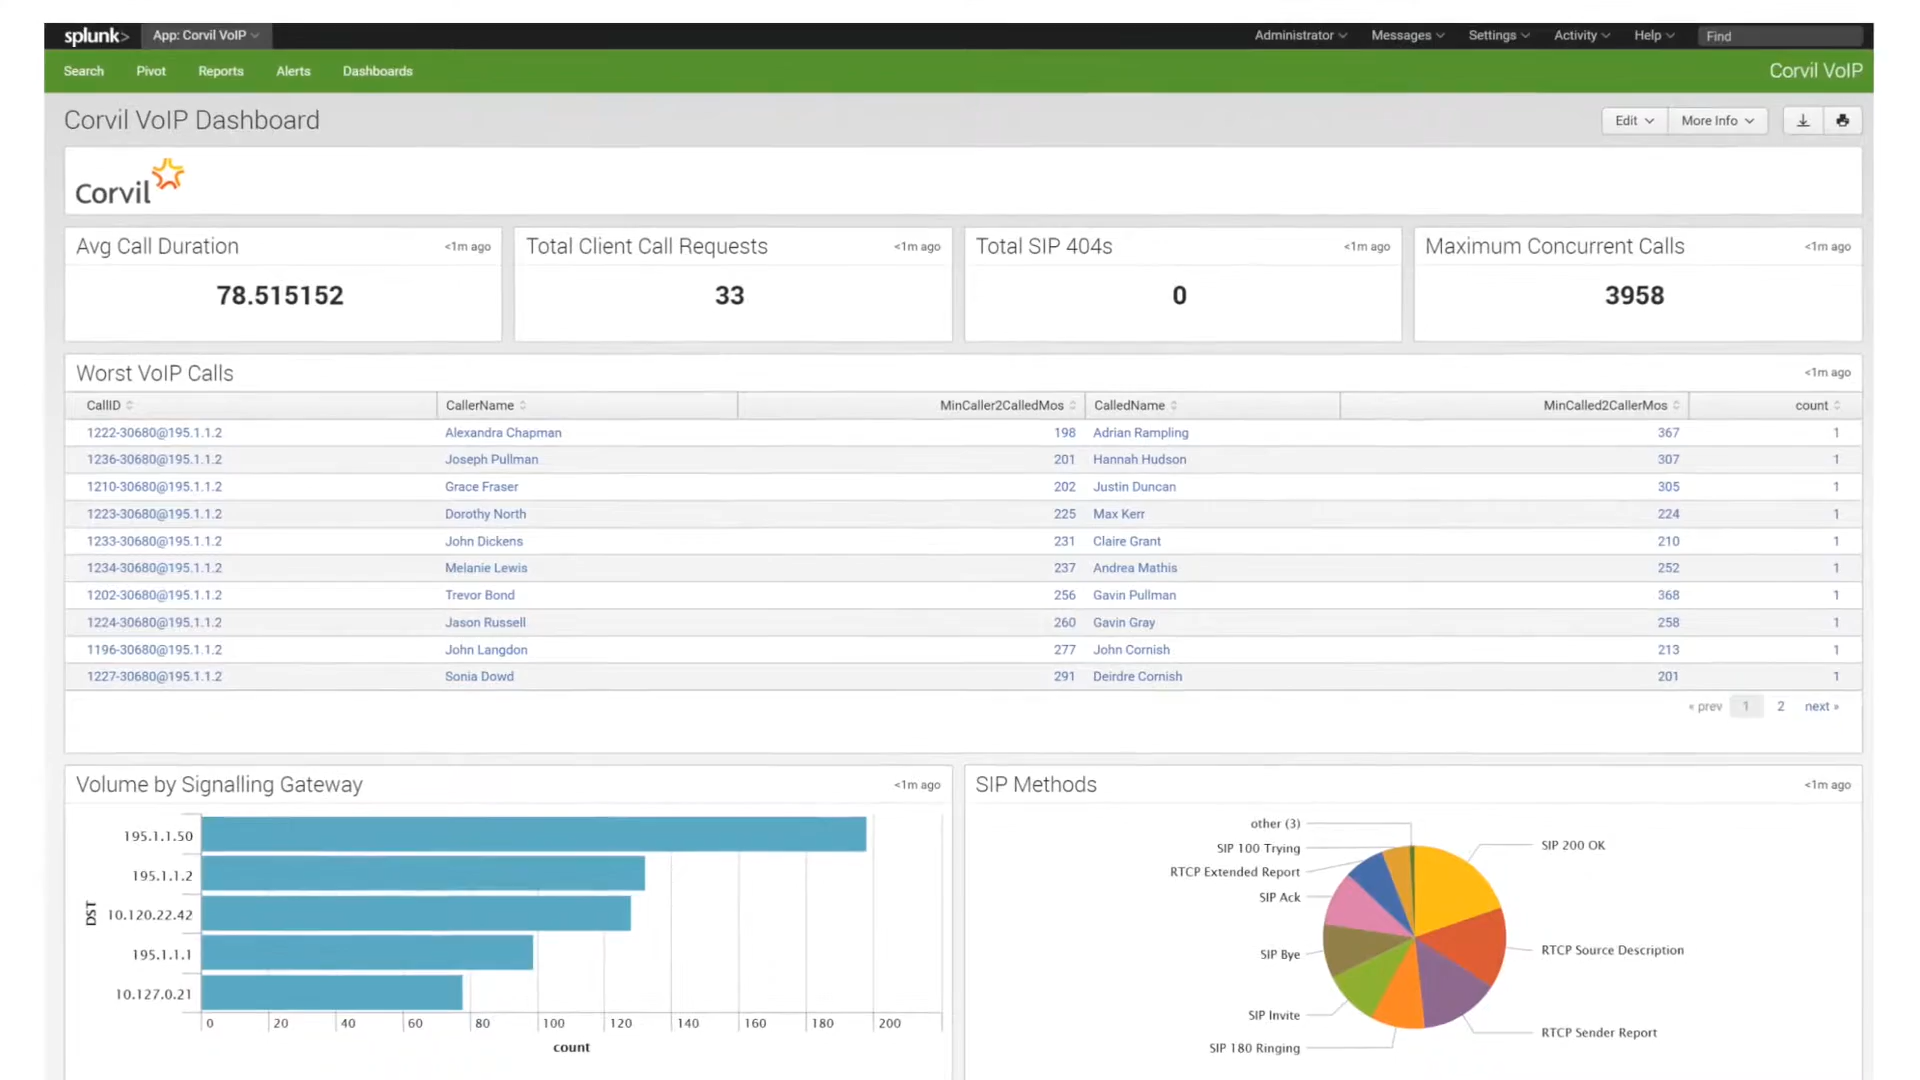 splunk> App: Corvil VoIP Administrator Messages Settings Activity Help Find
Search Pivot Reports Alerts Dashboards Corvil VoIP
Corvil VoIP Dashboard Edit More Info
Corvil
Avg Call Duration <1m ago Total Client Call Requests <1m ago Total SIP 404s <1m ago Maximum Concurrent Calls <1m ago
78.515152 33 0 3958
Worst VoIP Calls <1m ago
CallID CallerName MinCaller2CalledMos CalledName MinCalled2CallerMos count
1222-30680@195.1.1.2 Alexandra Chapman 198 Adrian Rampling 367 1
1236-30680@195.1.1.2 Joseph Pullman 201 Hannah Hudson 307 1
1210-30680@195.1.1.2 Grace Fraser 202 Justin Duncan 305 1
1223-30680@195.1.1.2 Dorothy North 225 Max Kerr 224 1
1233-30680@195.1.1.2 John Dickens 231 Claire Grant 210 1
1234-30680@195.1.1.2 Melanie Lewis 237 Andrea Mathis 252 1
1202-30680@195.1.1.2 Trevor Bond 256 Gavin Pullman 368 1
1224-30680@195.1.1.2 Jason Russell 260 Gavin Gray 258 1
1196-30680@195.1.1.2 John Langdon 277 John Cornish 213 1
1227-30680@195.1.1.2 Sonia Dowd 291 Deirdre Cornish 201 1
« prev 1 2 next »
Volume by Signalling Gateway <1m ago
DST
195.1.1.50
195.1.1.2
10.120.22.42
195.1.1.1
10.127.0.21
0 20 40 60 80 100 120 140 160 180 200
count
SIP Methods <1m ago
other (3)
SIP 100 Trying
RTCP Extended Report
SIP Ack
SIP Bye
SIP Invite
SIP 180 Ringing
SIP 200 OK
RTCP Source Description
RTCP Sender Report